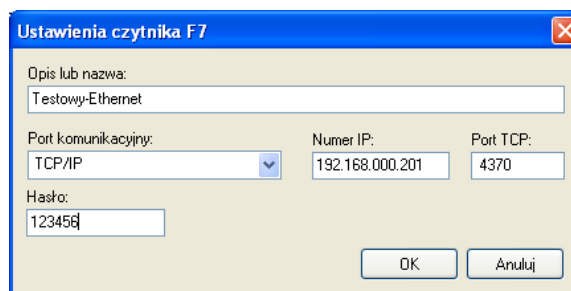 Ustawienia czytnika F7
Opis lub nazwa:
Testowy-Ethernet
Port komunikacyjny: Numer IP: Port TCP:
TCP/IP 192.168.000.201 4370
Hasło:
123456
OK Anuluj